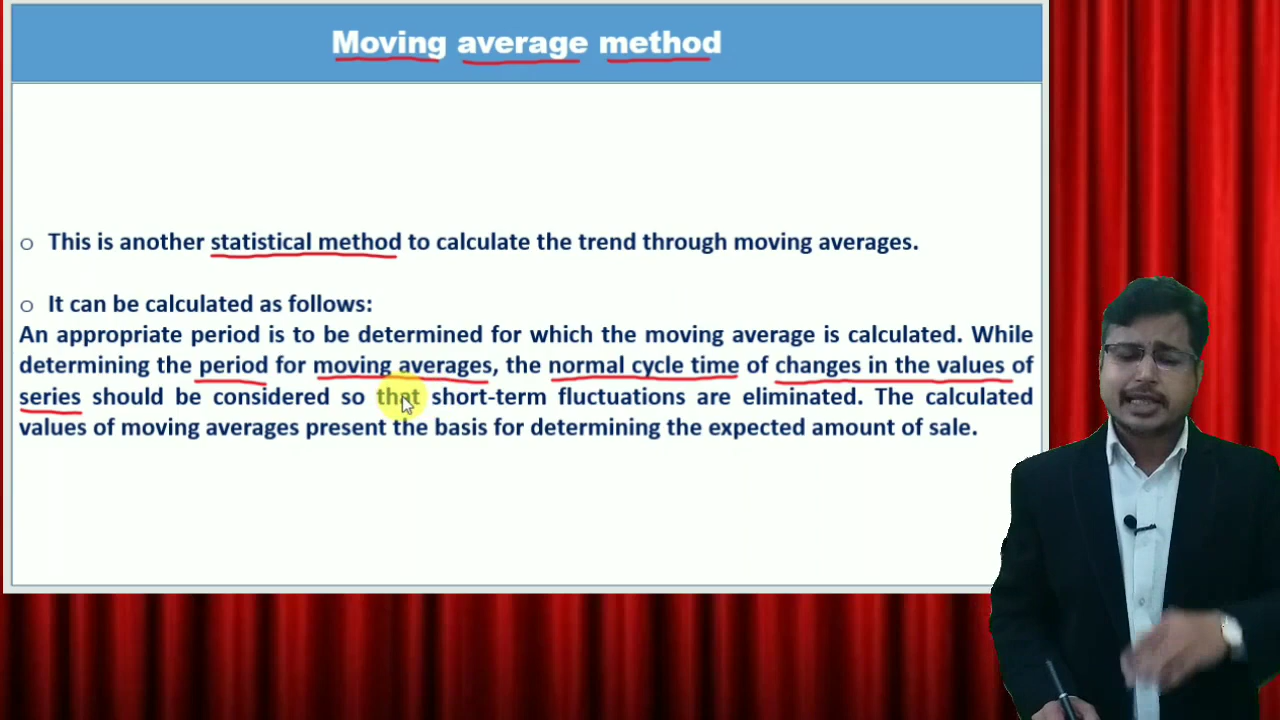 Moving average method
o This is another statistical method to calculate the trend through moving averages.
o It can be calculated as follows:
An appropriate period is to be determined for which the moving average is calculated. While
determining the period for moving averages, the normal cycle time of changes in the values of
series should be considered so that short-term fluctuations are eliminated. The calculated
values of moving averages present the basis for determining the expected amount of sale.